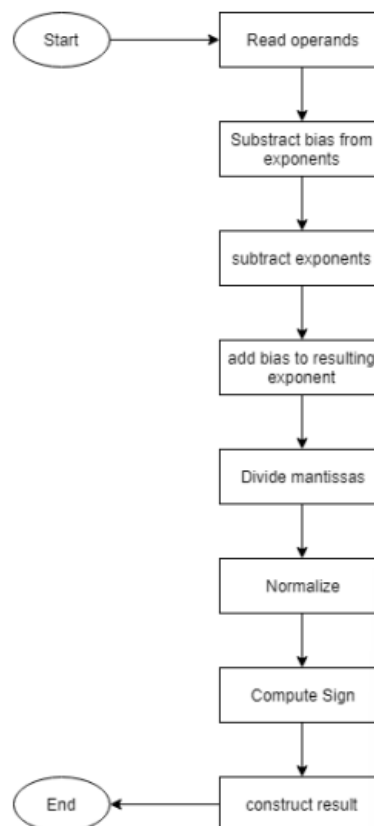 Start
Read operands
Substract bias from
exponents
subtract exponents
add bias to resulting
exponent
Divide mantissas
Normalize
Compute Sign
End
construct result